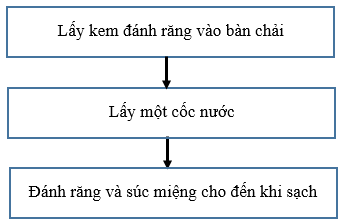 Lấy kem đánh răng vào bàn chải
Lấy một cốc nước
Đánh răng và súc miệng cho đến khi sạch